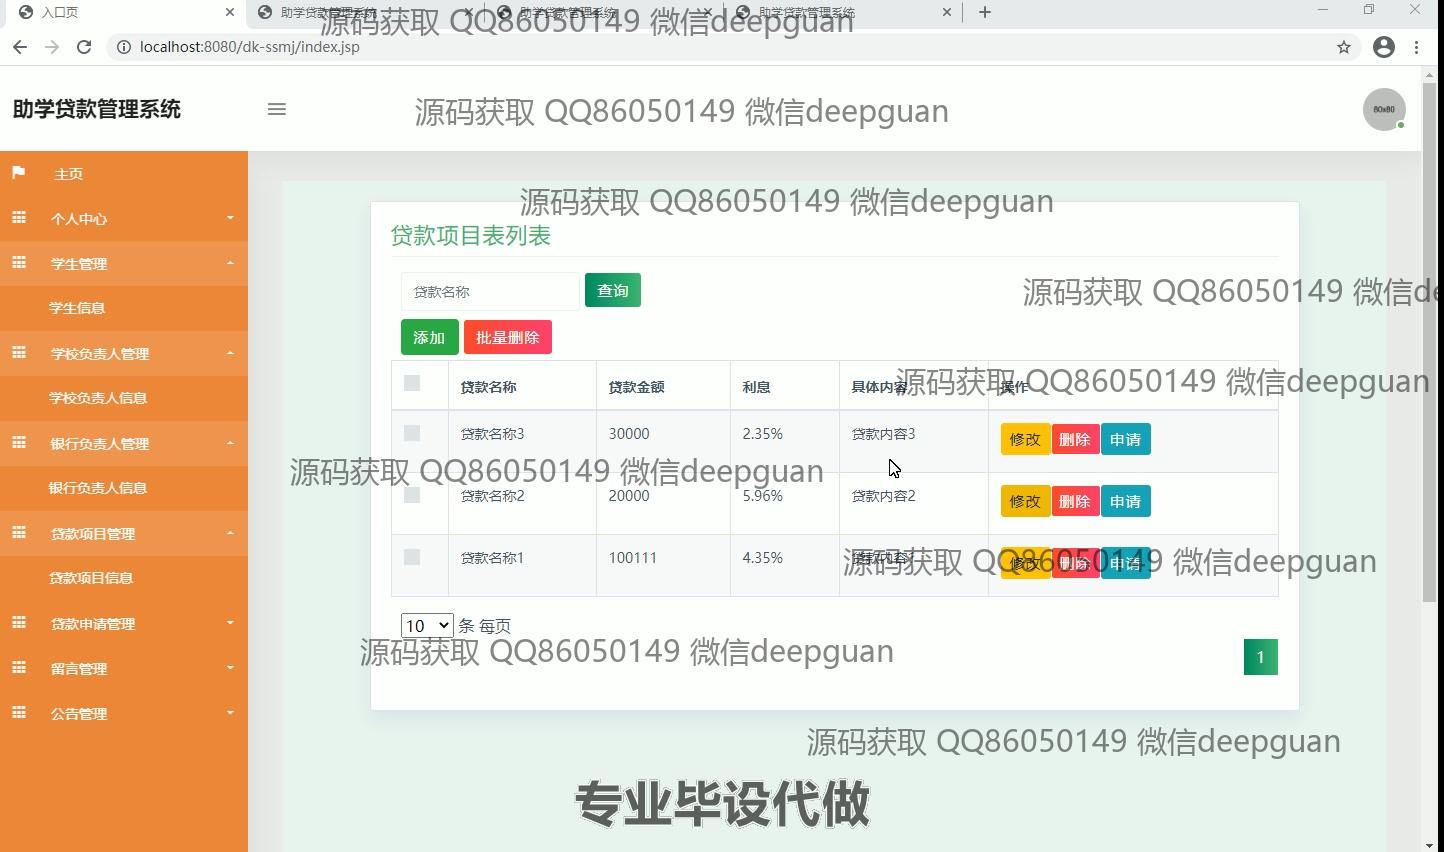 入口页
助学贷款管理系统
助学贷款管理系统
助学贷款管理系统
源码获取 QQ86050149 微信deepguan
localhost:8080/dk-ssmj/index.jsp
助学贷款管理系统
源码获取 QQ86050149 微信deepguan
80x80
主页
个人中心
学生管理
学生信息
学校负责人管理
学校负责人信息
银行负责人管理
银行负责人信息
贷款项目管理
贷款项目信息
贷款申请管理
留言管理
公告管理
源码获取 QQ86050149 微信deepguan
贷款项目表列表
贷款名称 查询
源码获取 QQ86050149 微信de
添加 批量删除
贷款名称 贷款金额 利息 具体内容 操作
源码获取 QQ86050149 微信deepguan
贷款名称3 30000 2.35% 贷款内容3 修改 删除 申请
源码获取 QQ86050149 微信deepguan
贷款名称2 20000 5.96% 贷款内容2 修改 删除 申请
贷款名称1 100111 4.35% 贷款内容1 修改 删除 申请
源码获取 QQ86050149 微信deepguan
10 条 每页
源码获取 QQ86050149 微信deepguan
1
源码获取 QQ86050149 微信deepguan
专业毕设代做